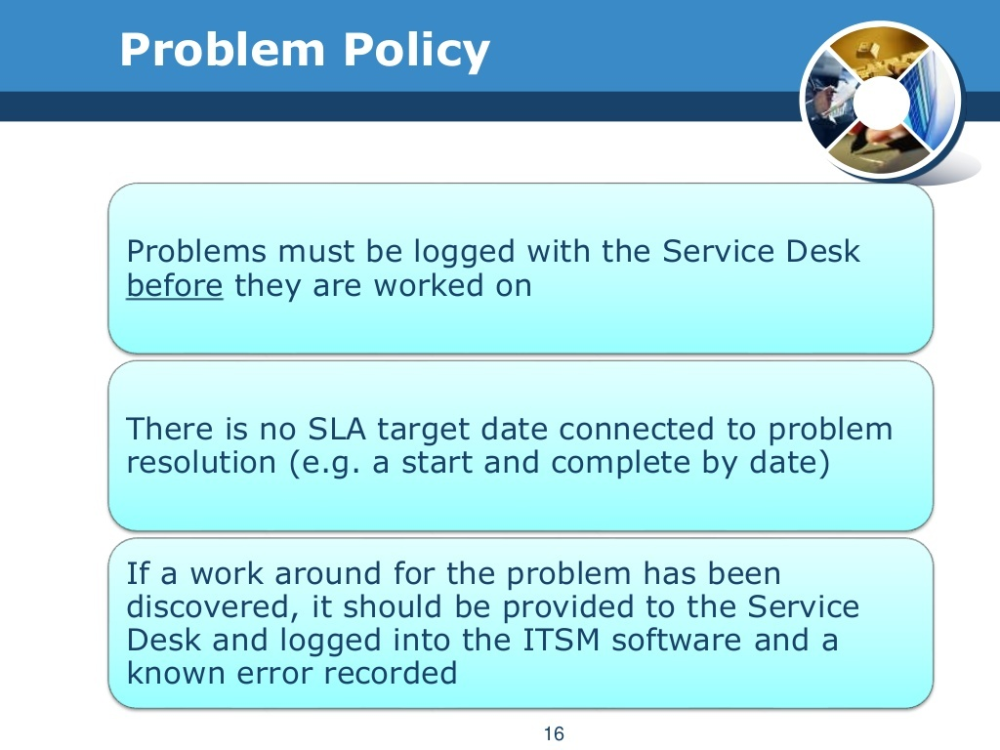 Problem Policy
Problems must be logged with the Service Desk
before they are worked on
There is no SLA target date connected to problem
resolution (e.g. a start and complete by date)
If a work around for the problem has been
discovered, it should be provided to the Service
Desk and logged into the ITSM software and a
known error recorded
16